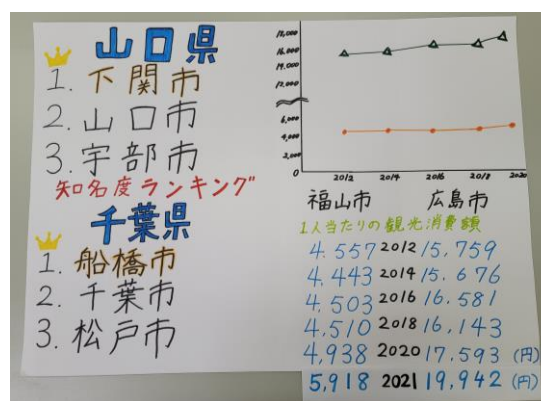 山口県
1. 下関市
2. 山口市
3. 宇部市
知名度ランキング
千葉県
1. 船橋市
2. 千葉市
3. 松戸市
16,000
14,000
12,000
6,000
4,000
2,000
0
2012 2014 2016 2018 2020
福山市 広島市
1人当たりの観光消費額
4.557 2012 15,759
4.443 2014 15.676
4.503 2016 16.581
4,510 2018 16,143
4,938 2020 17.593 (円)
5,918 2021 19,942 (円)